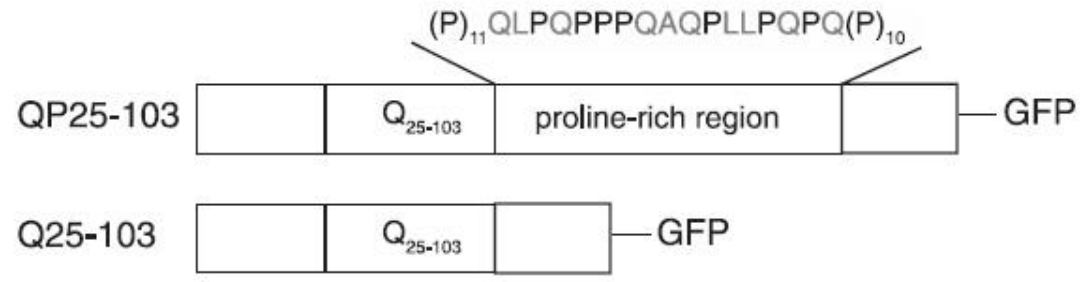 (P)11QLPQPPPQAQPLLPQPQ(P)10
QP25-103 Q25-103 proline-rich region GFP
Q25-103 Q25-103 GFP